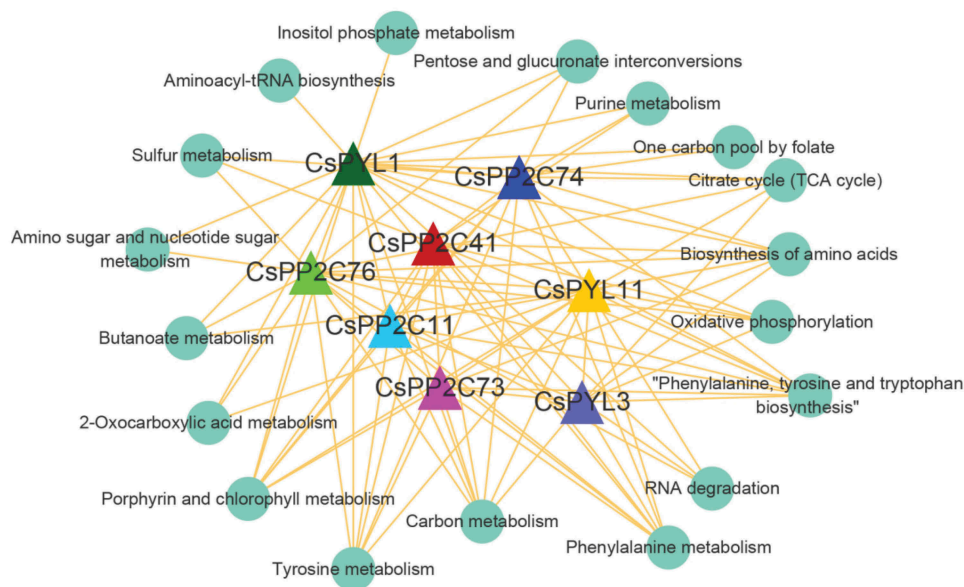 Inositol phosphate metabolism
Pentose and glucuronate interconversions
Aminoacyl-tRNA biosynthesis
Purine metabolism
One carbon pool by folate
Sulfur metabolism
CsPYL1
CsPP2C74
Citrate cycle (TCA cycle)
Amino sugar and nucleotide sugar
metabolism
CsPP2C41
Biosynthesis of amino acids
CsPP2C76
CsPYL11
CsPP2C11
Oxidative phosphorylation
Butanoate metabolism
CsPP2C73
CsPYL3
"Phenylalanine, tyrosine and tryptophan
biosynthesis"
2-Oxocarboxylic acid metabolism
RNA degradation
Porphyrin and chlorophyll metabolism
Carbon metabolism
Phenylalanine metabolism
Tyrosine metabolism